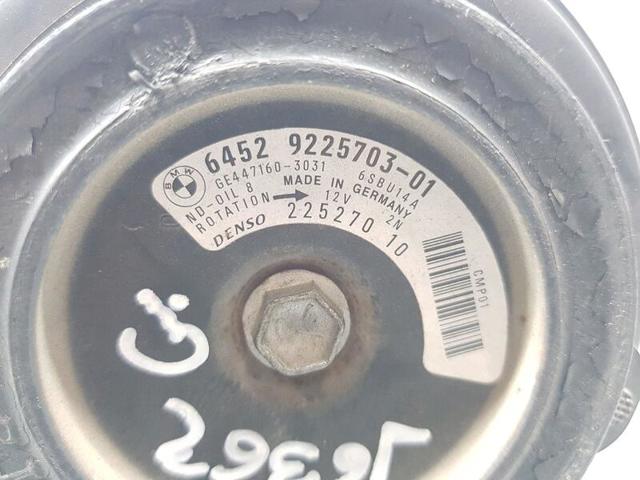 BMW
6452 9225703-01
GE447160-3031 6SBU14A
ND-OIL 8 MADE IN GERMANY
ROTATION → 12V 2N
DENSO 225270 10
CMP01